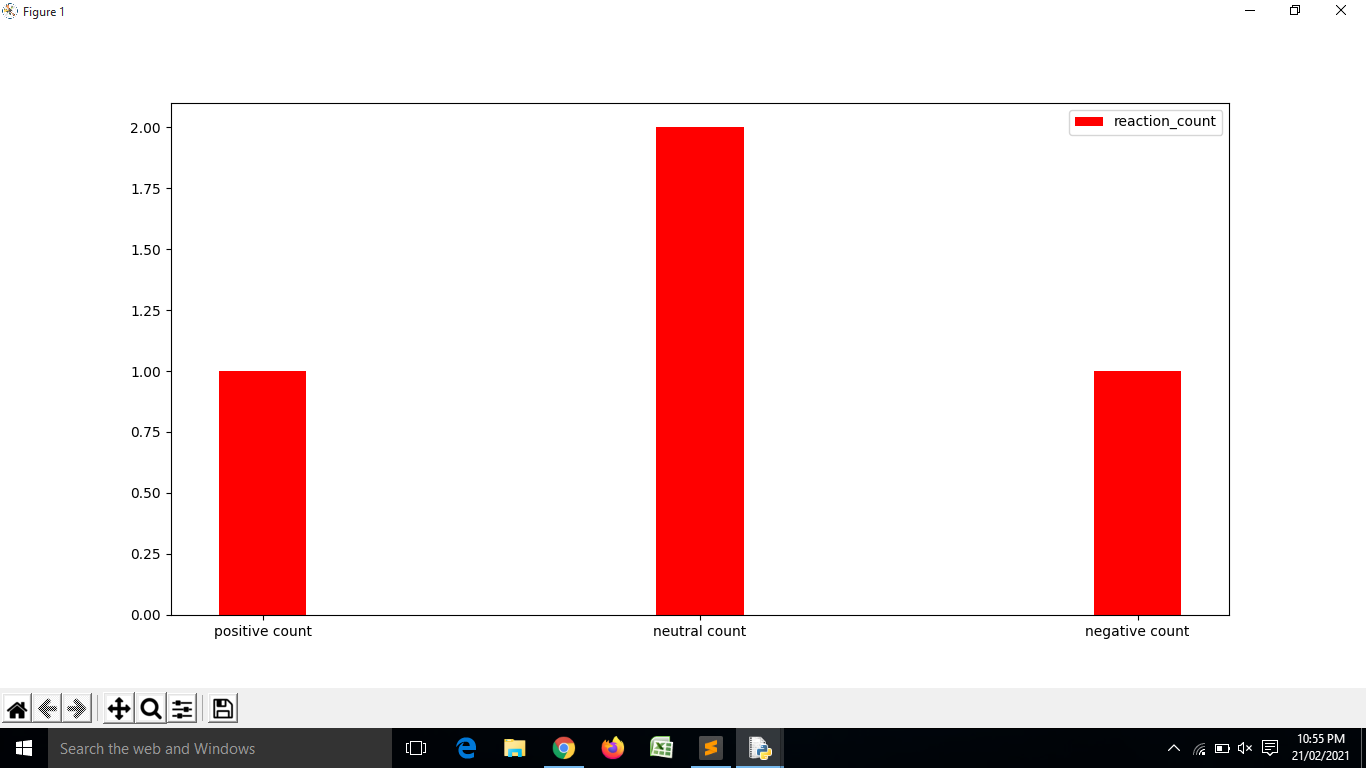 Figure 1
reaction_count
2.00
1.75
1.50
1.25
1.00
0.75
0.50
0.25
0.00
positive count neutral count negative count
Search the web and Windows
10:55 PM
21/02/2021